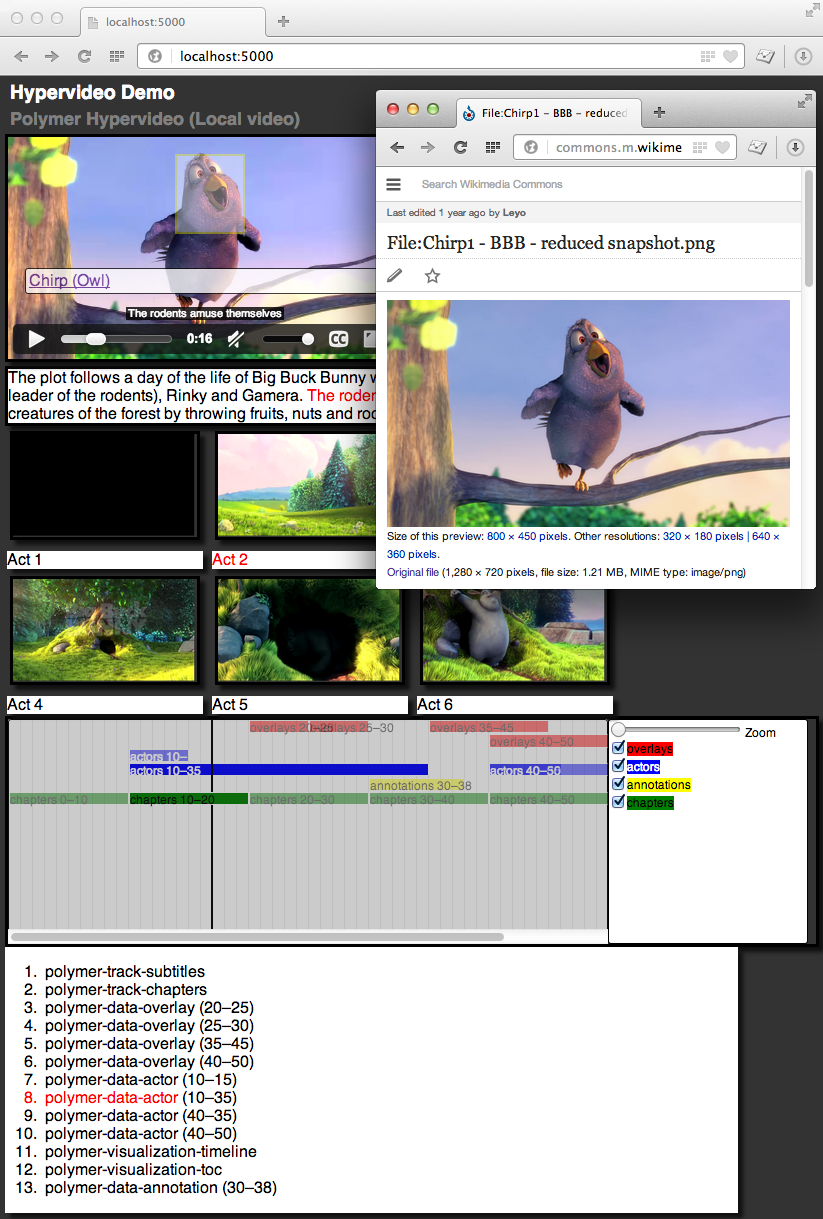 localhost:5000
localhost:5000
Hypervideo Demo
Polymer Hypervideo (Local video)
Chirp (Owl)
The rodents amuse themselves
0:16
CC
File:Chirp1 – BBB – reduced
commons.m.wikime
Search Wikimedia Commons
Last edited 1 year ago by Leyo
File:Chirp1 - BBB - reduced snapshot.png
Size of this preview: 800 × 450 pixels. Other resolutions: 320 × 180 pixels | 640 ×
360 pixels.
Original file (1,280 × 720 pixels, file size: 1.21 MB, MIME type: image/png)
The plot follows a day of the life of Big Buck Bunny
leader of the rodents), Rinky and Gamera. The roden
creatures of the forest by throwing fruits, nuts and
Act 1
Act 2
Act 4
Act 5
Act 6
overlays 20–25
overlays 25–30
overlays 35–45
overlays 40–50
actors 10–
actors 10–35
actors 40–50
annotations 30–38
chapters 0–10
chapters 10–20
chapters 20–30
chapters 30–40
chapters 40–50
Zoom
overlays
actors
annotations
chapters
1. polymer-track-subtitles
2. polymer-track-chapters
3. polymer-data-overlay (20–25)
4. polymer-data-overlay (25–30)
5. polymer-data-overlay (35–45)
6. polymer-data-overlay (40–50)
7. polymer-data-actor (10–15)
8. polymer-data-actor (10–35)
9. polymer-data-actor (40–35)
10. polymer-data-actor (40–50)
11. polymer-visualization-timeline
12. polymer-visualization-toc
13. polymer-data-annotation (30–38)